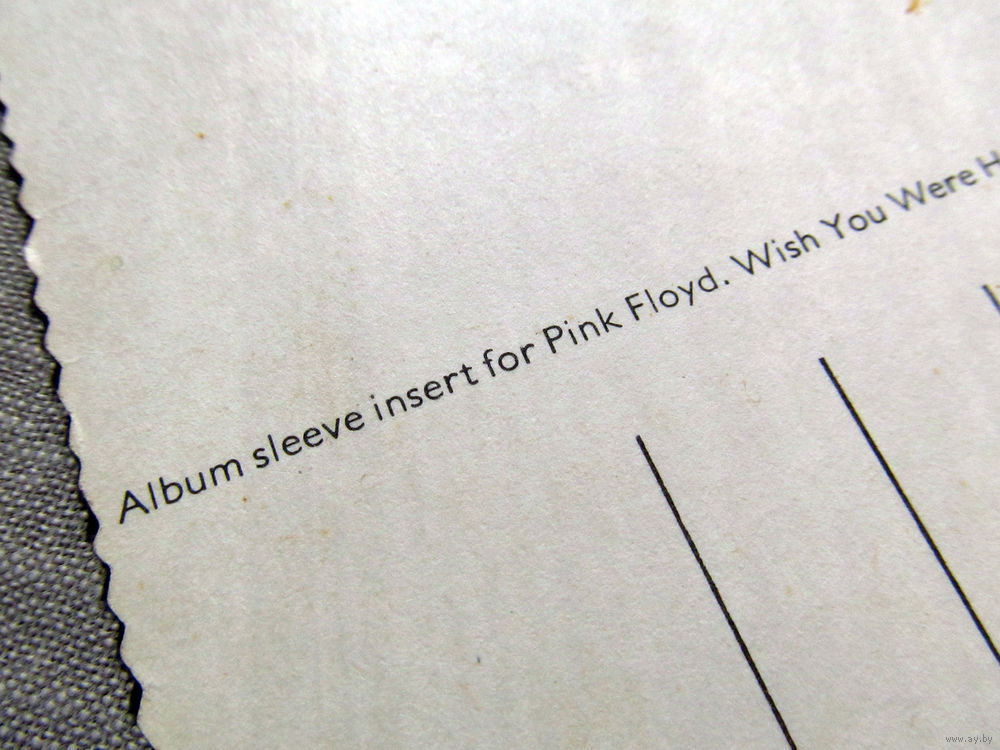 Album sleeve insert for Pink Floyd. Wish You Were H
www.ay.by